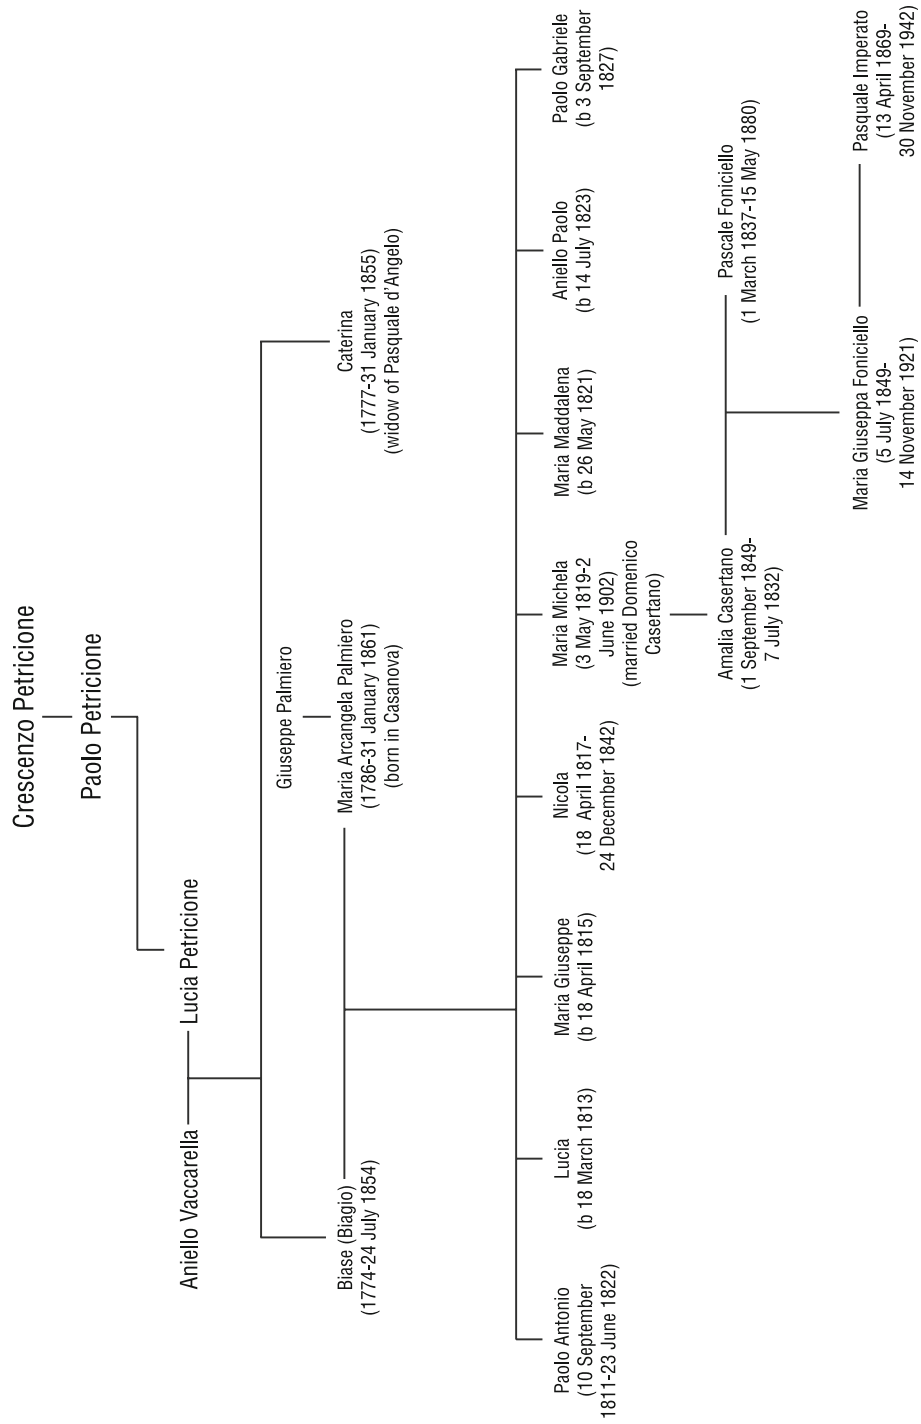 Crescenzo Petricione
Paolo Petricione
Aniello Vaccarella
Lucia Petricione
Biase (Biagio)
(1774-24 July 1854)
Giuseppe Palmiero
Maria Arcangela Palmiero
(1786-31 January 1861)
(born in Casanova)
Caterina
(1777-31 January 1855)
(widow of Pasquale d'Angelo)
Paolo Antonio
(10 September
1811-23 June 1822)
Lucia
(b 18 March 1813)
Maria Giuseppe
(b 18 April 1815)
Nicola
(18 April 1817-
24 December 1842)
Maria Michela
(3 May 1819-2
June 1902)
(married Domenico
Casertano)
Maria Maddalena
(b 26 May 1821)
Aniello Paolo
(b 14 July 1823)
Paolo Gabriele
(b 3 September
1827)
Amalia Casertano
(1 September 1849-
7 July 1832)
Pascale Foniciello
(1 March 1837-15 May 1880)
Maria Giuseppa Foniciello
(5 July 1849-
14 November 1921)
Pasquale Imperato
(13 April 1869-
30 November 1942)